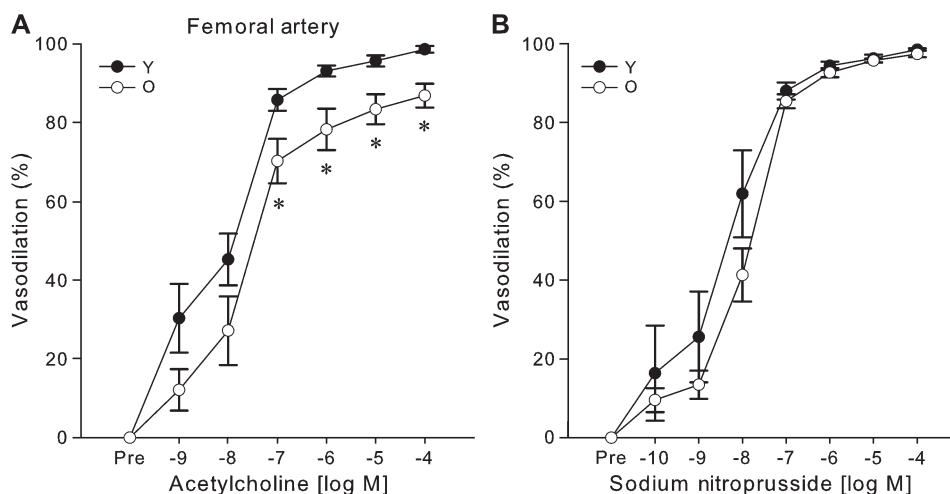 A
Femoral artery
Y
O
100
80
60
40
20
0
Vasodilation (%)
*
*
*
*
Pre -9 -8 -7 -6 -5 -4
Acetylcholine [log M]
B
Y
O
100
80
60
40
20
0
Vasodilation (%)
Pre -10 -9 -8 -7 -6 -5 -4
Sodium nitroprusside [log M]